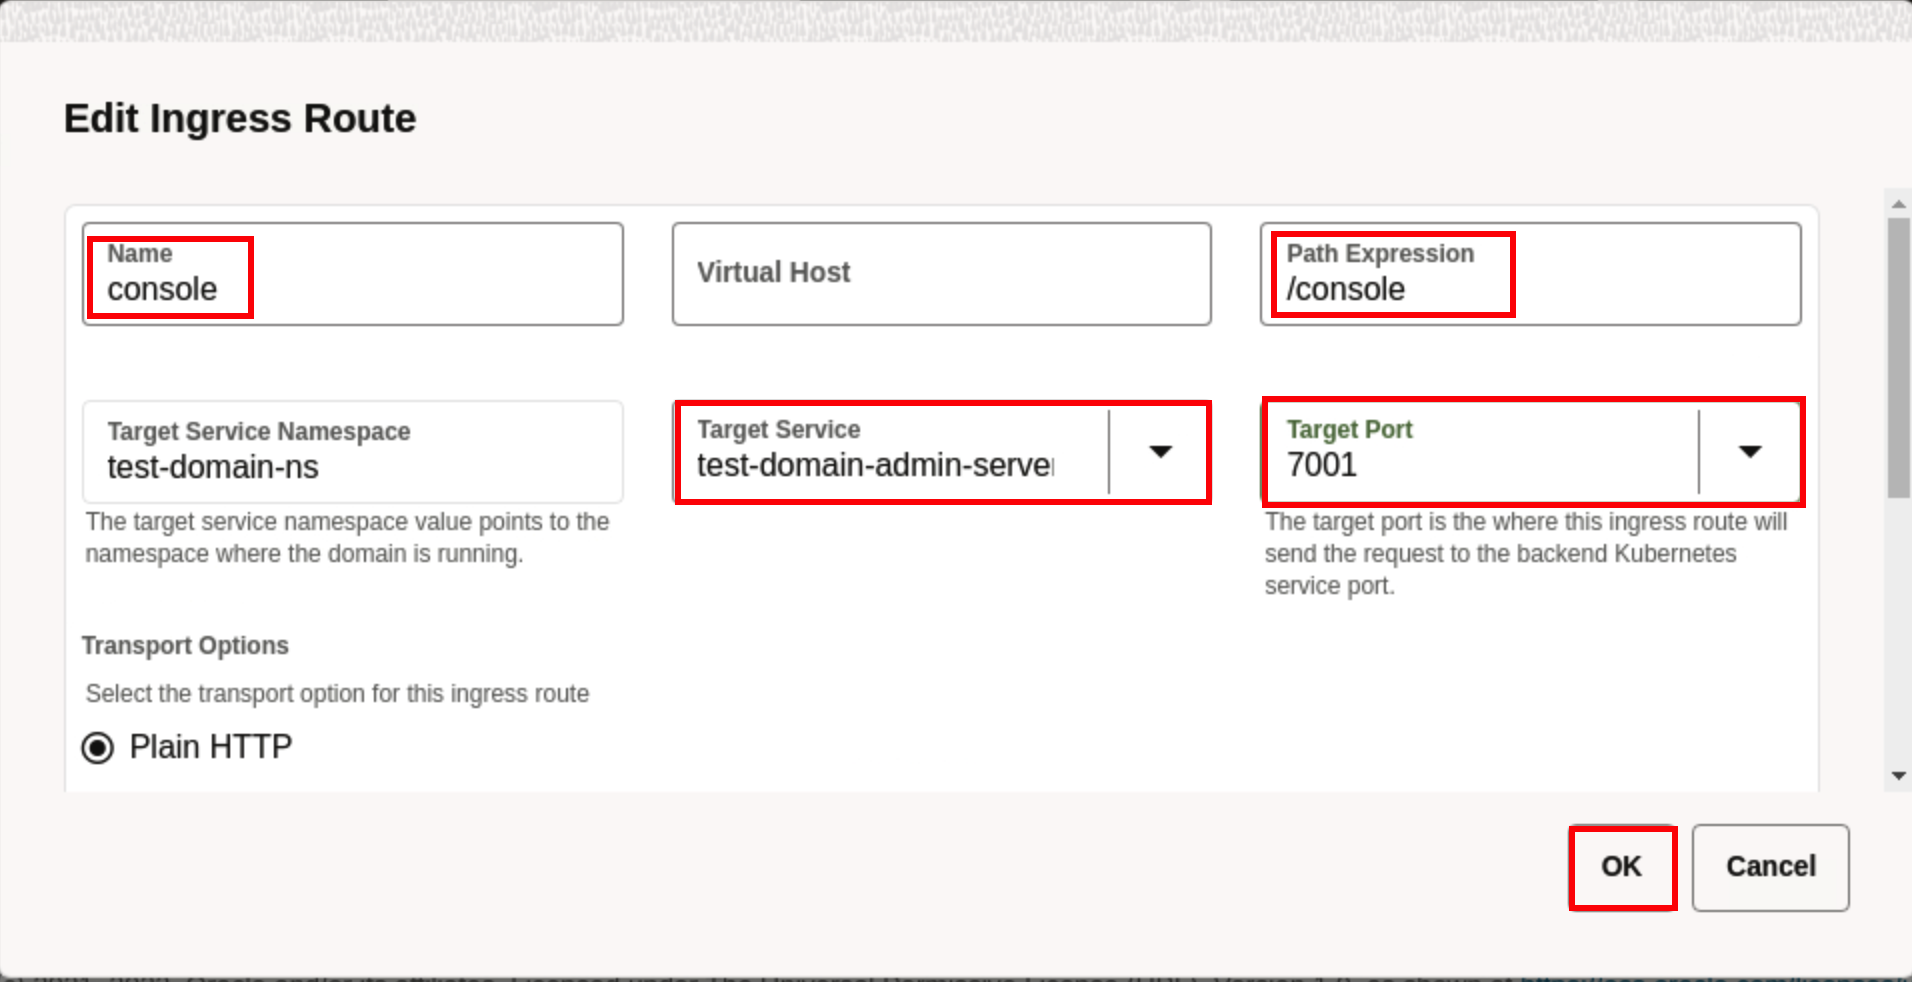 Edit Ingress Route
Name
console
Virtual Host
Path Expression
/console
Target Service Namespace
test-domain-ns
The target service namespace value points to the
namespace where the domain is running.
Target Service
test-domain-admin-server
Target Port
7001
The target port is the where this ingress route will
send the request to the backend Kubernetes
service port.
Transport Options
Select the transport option for this ingress route
Plain HTTP
OK
Cancel